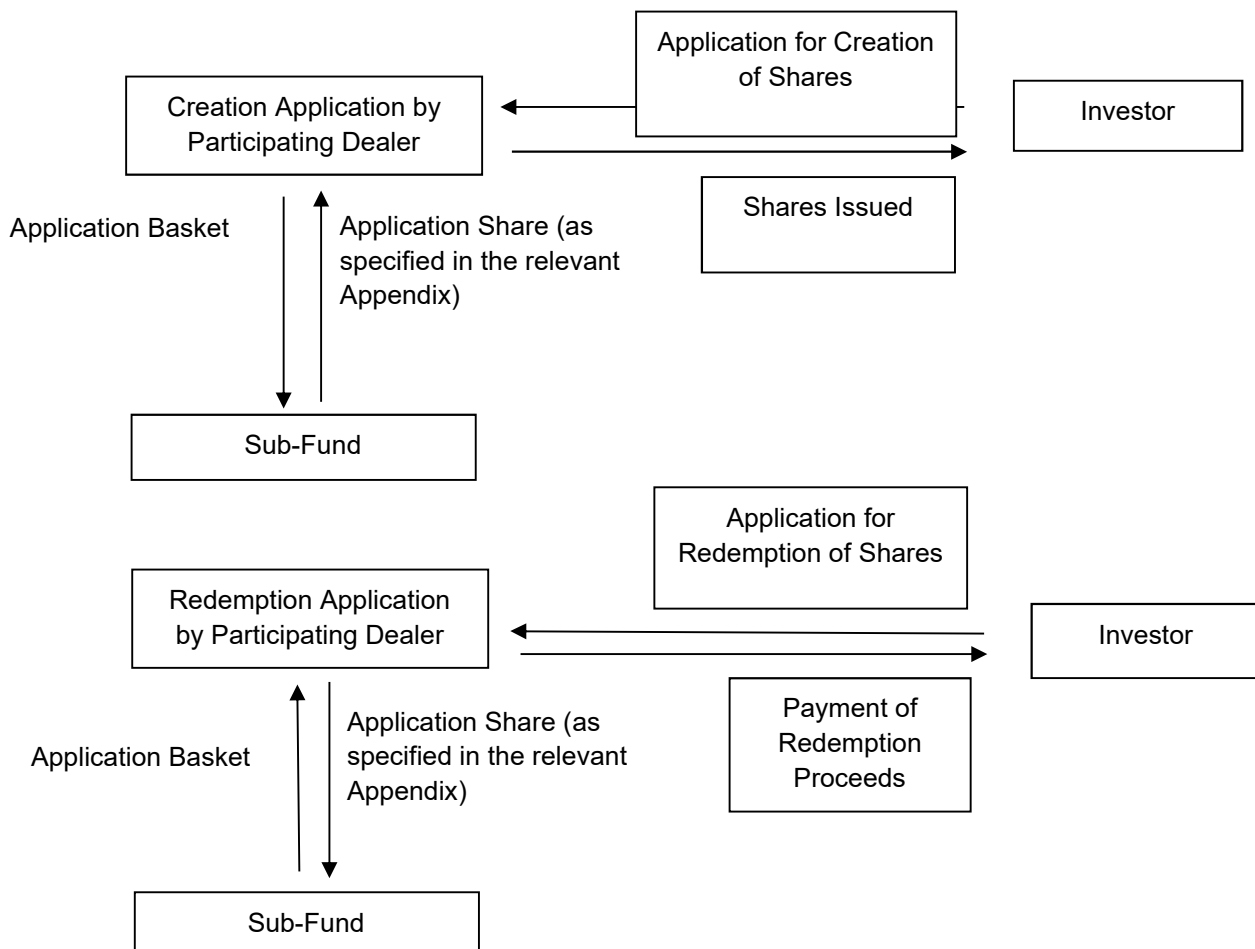 Application for Creation
of Shares
Creation Application by
Participating Dealer
Investor
Shares Issued
Application Basket
Application Share (as
specified in the relevant
Appendix)
Sub-Fund
Application for
Redemption of Shares
Redemption Application
by Participating Dealer
Investor
Payment of
Redemption
Proceeds
Application Basket
Application Share (as
specified in the relevant
Appendix)
Sub-Fund